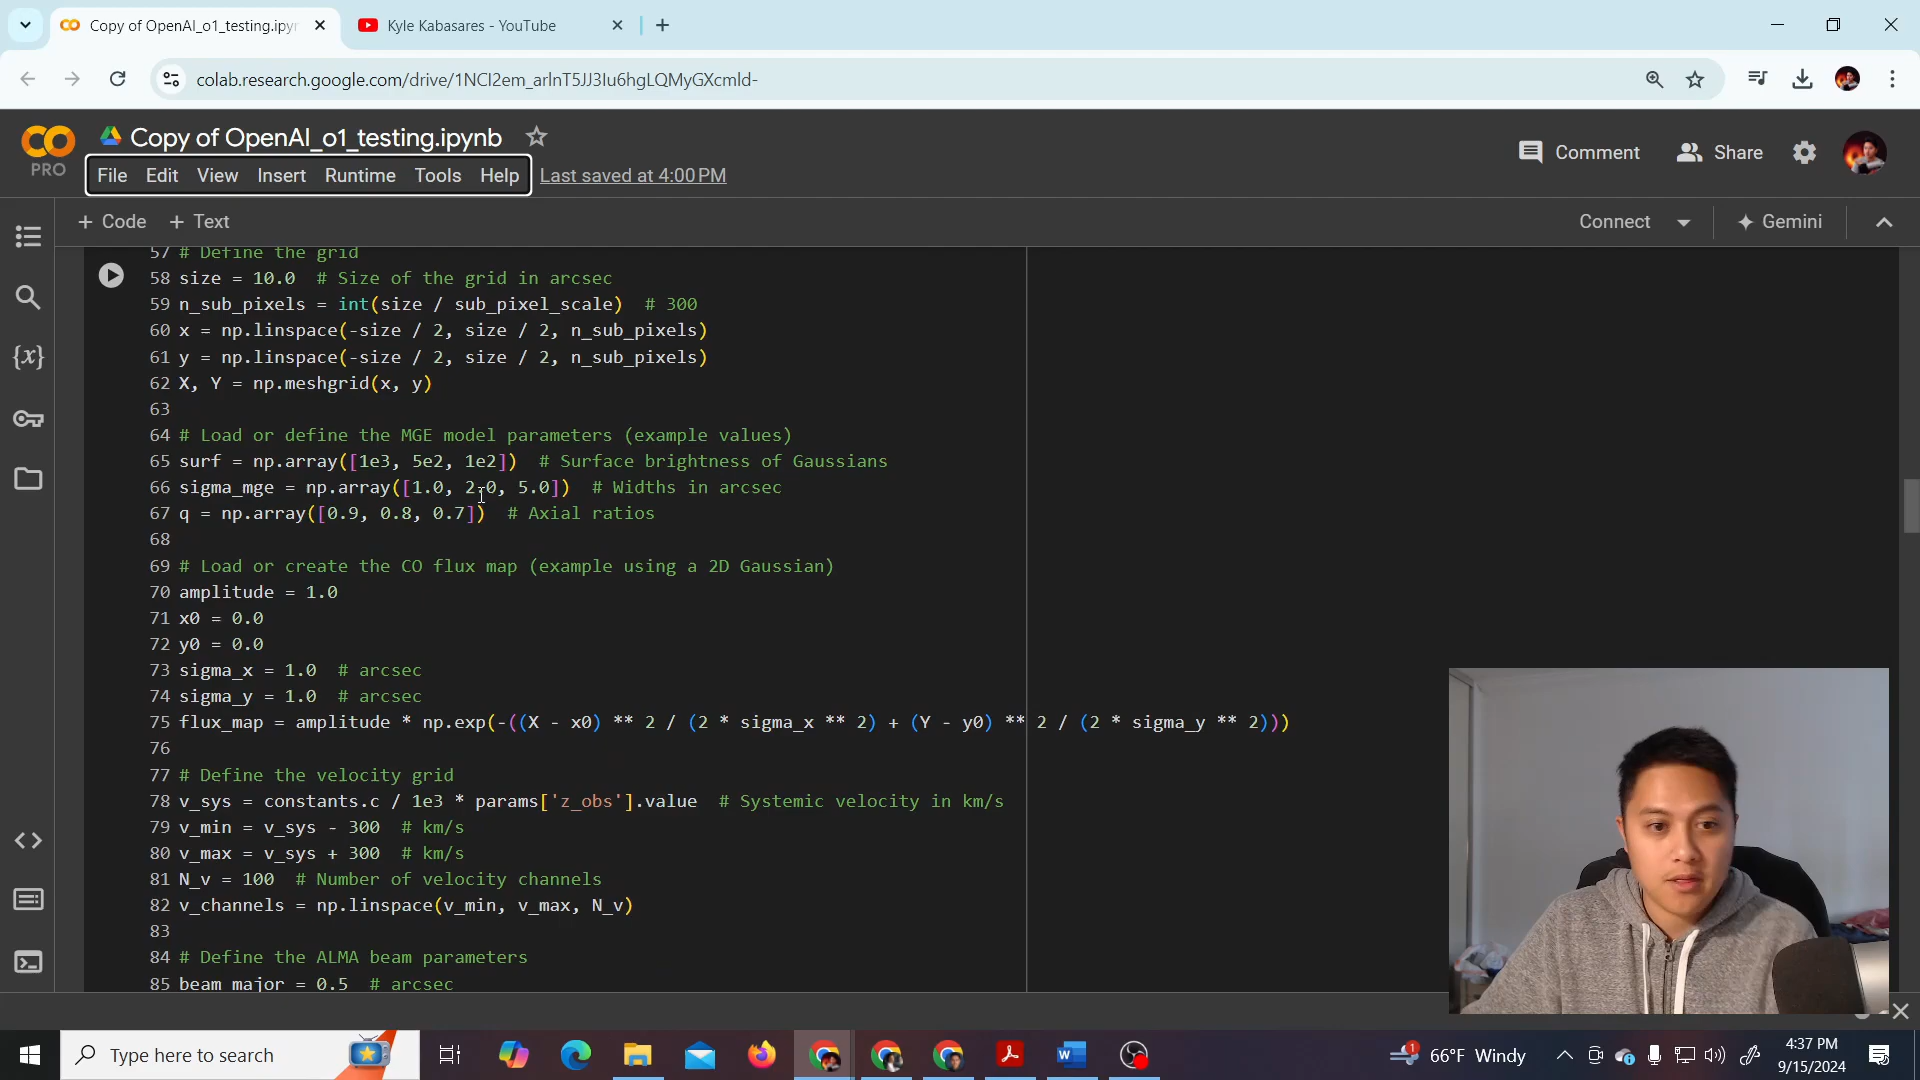 Copy of OpenAI_o1_testing.ipyn
Kyle Kabasares - YouTube
colab.research.google.com/drive/1NCI2em_arlnT5JJ3Iu6hgLQMyGXcmld-
PRO
Copy of OpenAI_o1_testing.ipynb
File Edit View Insert Runtime Tools Help Last saved at 4:00 PM
Comment Share
+ Code + Text
Connect Gemini
57 # Define the grid
58 size = 10.0  # Size of the grid in arcsec
59 n_sub_pixels = int(size / sub_pixel_scale)  # 300
60 x = np.linspace(-size / 2, size / 2, n_sub_pixels)
61 y = np.linspace(-size / 2, size / 2, n_sub_pixels)
62 X, Y = np.meshgrid(x, y)
63
64 # Load or define the MGE model parameters (example values)
65 surf = np.array([1e3, 5e2, 1e2])  # Surface brightness of Gaussians
66 sigma_mge = np.array([1.0, 2.0, 5.0])  # Widths in arcsec
67 q = np.array([0.9, 0.8, 0.7])  # Axial ratios
68
69 # Load or create the CO flux map (example using a 2D Gaussian)
70 amplitude = 1.0
71 x0 = 0.0
72 y0 = 0.0
73 sigma_x = 1.0  # arcsec
74 sigma_y = 1.0  # arcsec
75 flux_map = amplitude * np.exp(-((X - x0) ** 2 / (2 * sigma_x ** 2) + (Y - y0) ** 2 / (2 * sigma_y ** 2)))
76
77 # Define the velocity grid
78 v_sys = constants.c / 1e3 * params['z_obs'].value  # Systemic velocity in km/s
79 v_min = v_sys - 300  # km/s
80 v_max = v_sys + 300  # km/s
81 N_v = 100  # Number of velocity channels
82 v_channels = np.linspace(v_min, v_max, N_v)
83
84 # Define the ALMA beam parameters
85 beam_major = 0.5  # arcsec
Type here to search
1
66°F Windy
4:37 PM
9/15/2024